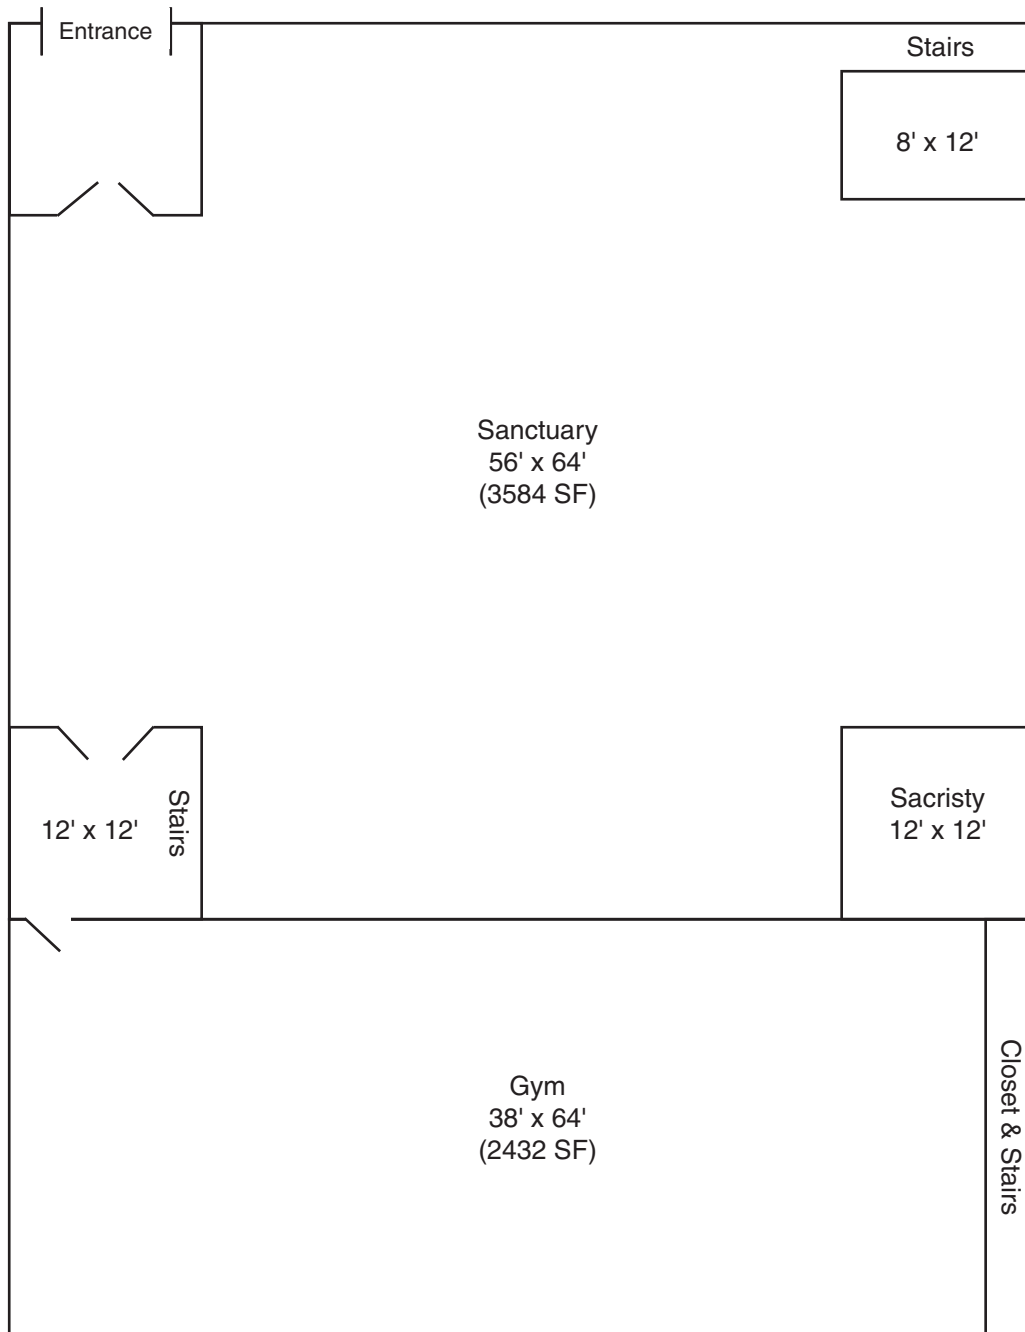 Entrance
Stairs
8' x 12'
Sanctuary
56' x 64'
(3584 SF)
Stairs
12' x 12'
Sacristy
12' x 12'
Gym
38' x 64'
(2432 SF)
Closet & Stairs